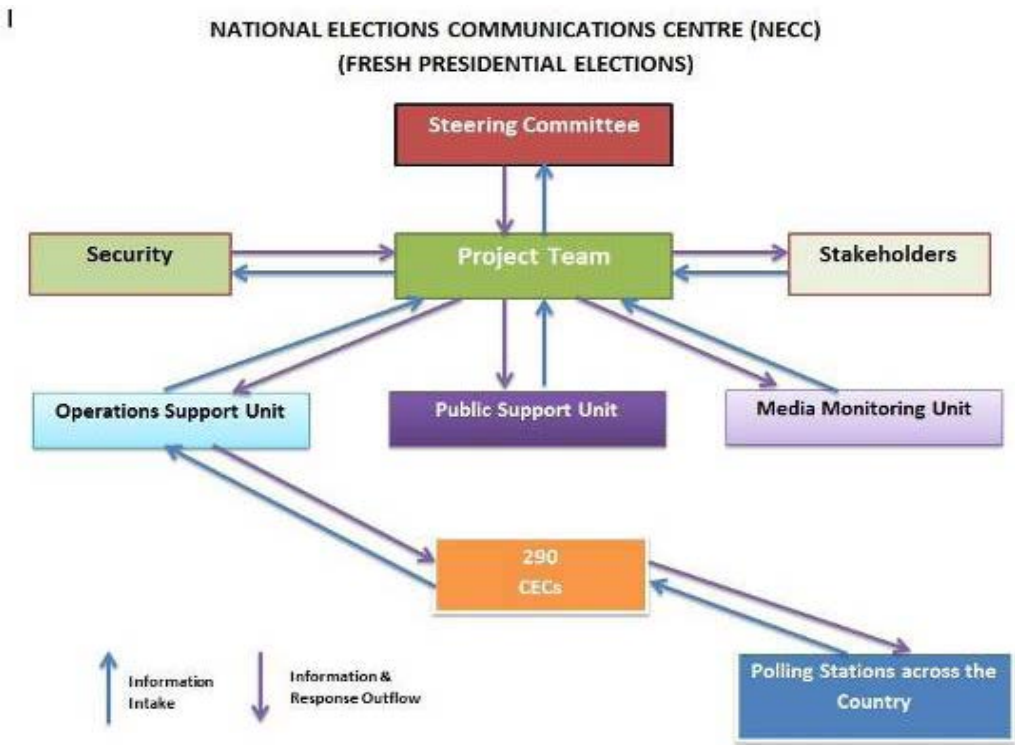 I
NATIONAL ELECTIONS COMMUNICATIONS CENTRE (NECC)
(FRESH PRESIDENTIAL ELECTIONS)
Steering Committee
Security
Project Team
Stakeholders
Operations Support Unit
Public Support Unit
Media Monitoring Unit
290
CECs
Polling Stations across the
Country
Information
Intake
Information &
Response Outflow